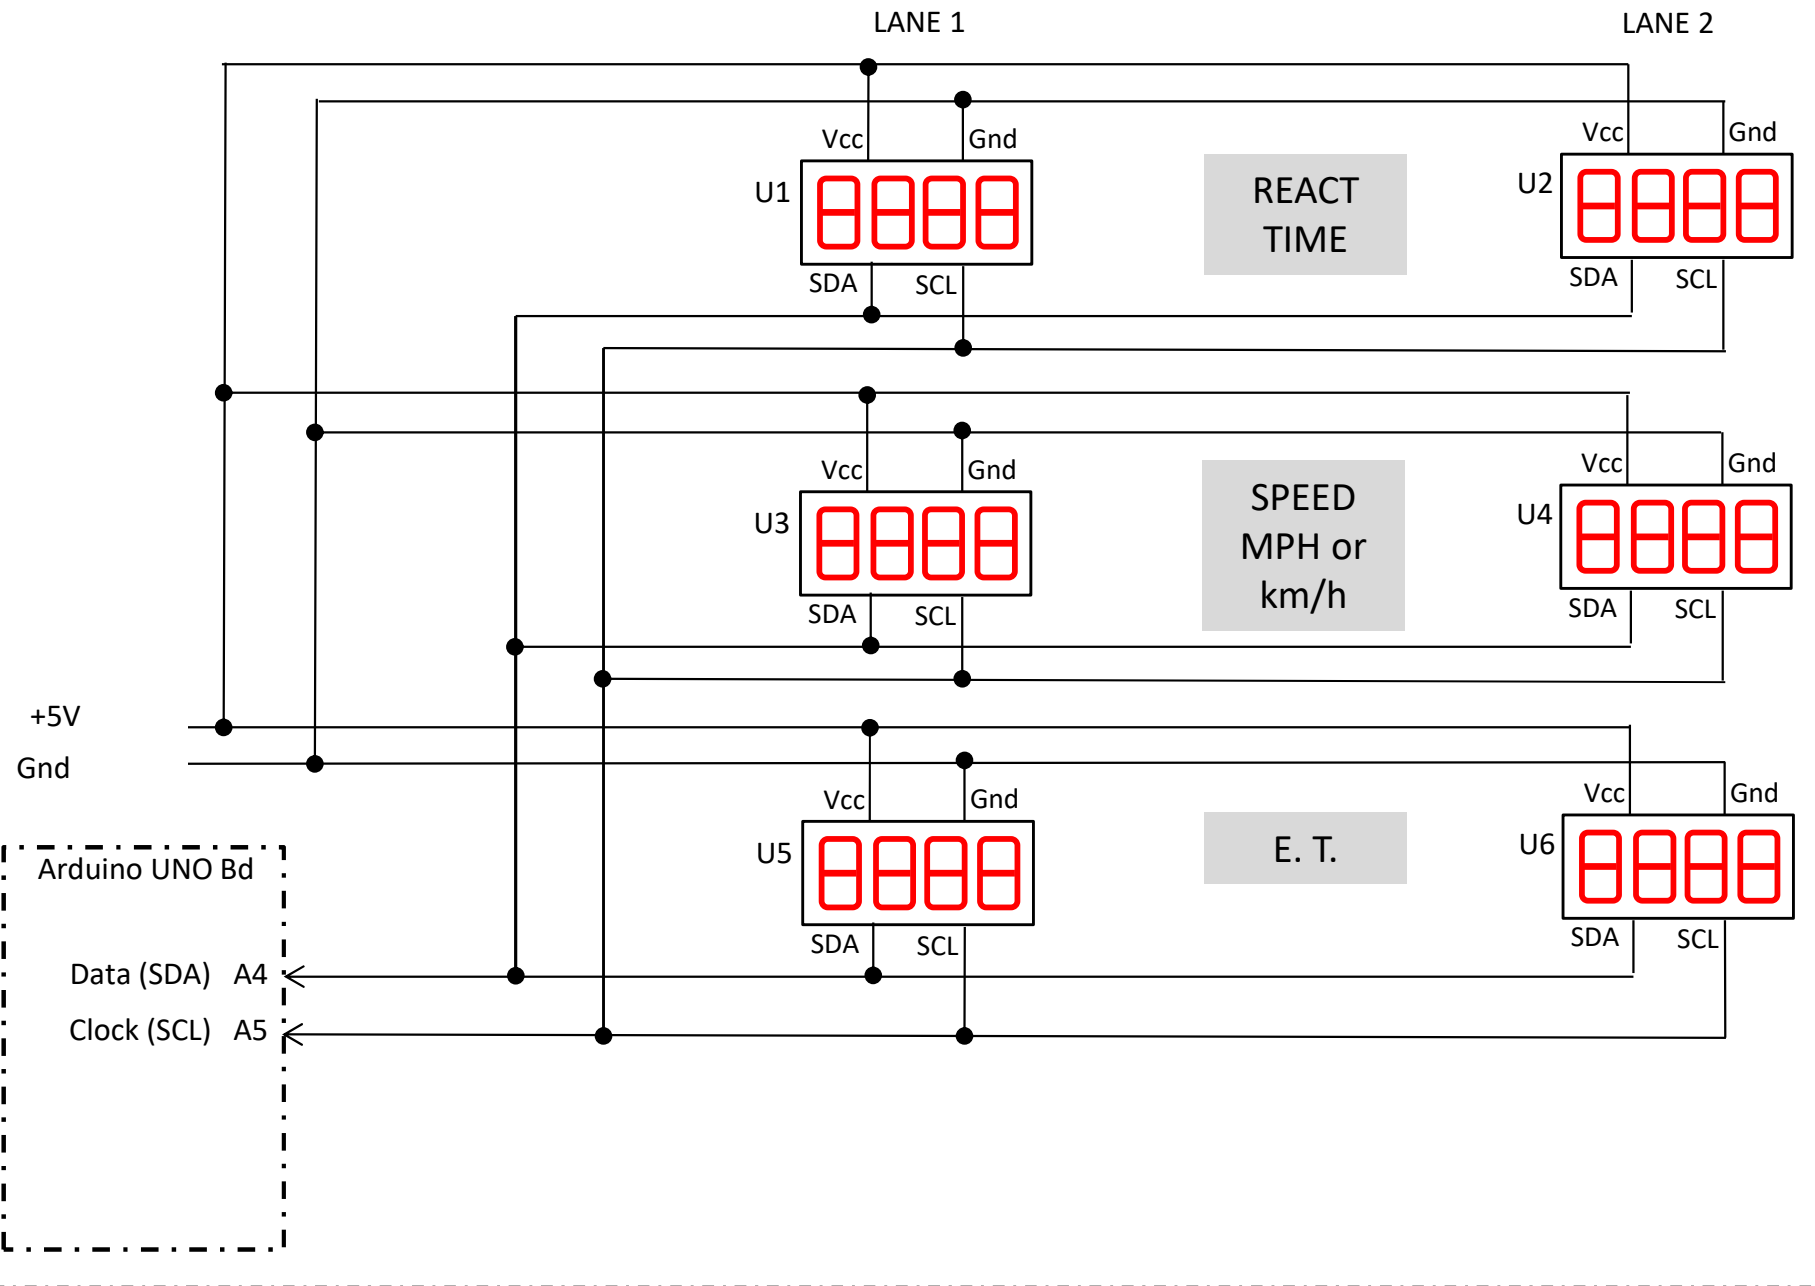 LANE 1
LANE 2
Vcc
Gnd
Vcc
Gnd
U1
REACT
TIME
U2
SDA
SCL
SDA
SCL
Vcc
Gnd
Vcc
Gnd
U3
SPEED
MPH or
km/h
U4
SDA
SCL
SDA
SCL
+5V
Gnd
Vcc
Gnd
Vcc
Gnd
U5
E. T.
U6
SDA
SCL
SDA
SCL
Arduino UNO Bd
Data (SDA) A4
Clock (SCL) A5